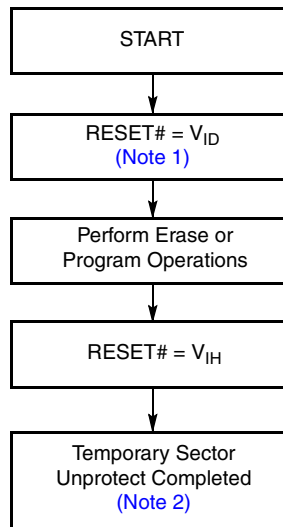 START
RESET# = VID
(Note 1)
Perform Erase or
Program Operations
RESET# = VIH
Temporary Sector
Unprotect Completed
(Note 2)